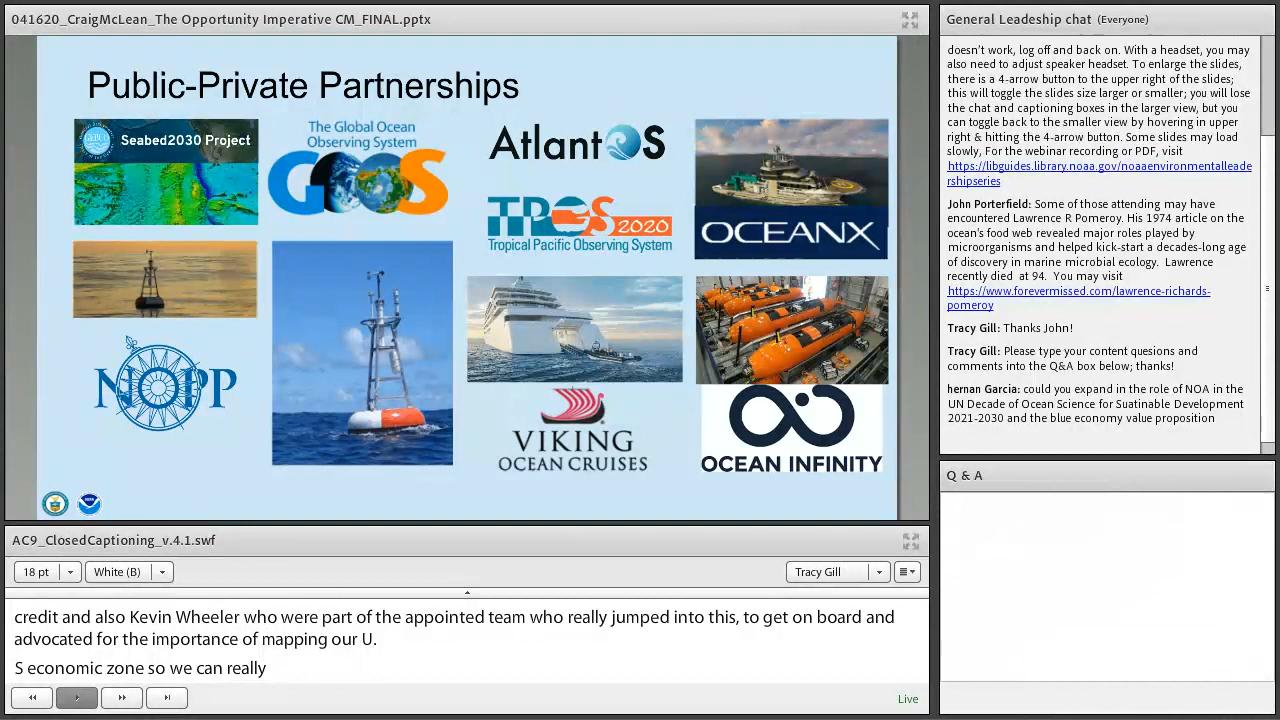 041620_CraigMcLean_The Opportunity Imperative CM_FINAL.pptx
Public-Private Partnerships
Seabed2030 Project
The Global Ocean
Observing System
GOOS
AtlantOS
TPOS 2020
Tropical Pacific Observing System
OCEANX
NOPP
VIKING
OCEAN CRUISES
OCEAN INFINITY
AC9_ClosedCaptioning_v.4.1.swf
18 pt
White (B)
Tracy Gill
credit and also Kevin Wheeler who were part of the appointed team who really jumped into this, to get on board and
advocated for the importance of mapping our U.
S economic zone so we can really
Live
General Leadership chat (Everyone)
doesn't work, log off and back on. With a headset, you may
also need to adjust speaker headset. To enlarge the slides,
there is a 4-arrow button to the upper right of the slides;
this will toggle the slides size larger or smaller; you will lose
the chat and captioning boxes in the larger view, but you
can toggle back to the smaller view by hovering in upper
right & hitting the 4-arrow button. Some slides may load
slowly, For the webinar recording or PDF, visit
https://libguides.library.noaa.gov/noaaenvironmentalleade
rshipseries
John Porterfield: Some of those attending may have
encountered Lawrence R Pomeroy. His 1974 article on the
ocean's food web revealed major roles played by
microorganisms and helped kick-start a decades-long age
of discovery in marine microbial ecology. Lawrence
recently died at 94. You may visit
https://www.forevermissed.com/lawrence-richards-
pomeroy
Tracy Gill: Thanks John!
Tracy Gill: Please type your content quesions and
comments into the Q&A box below; thanks!
hernan Garcia: could you expand in the role of NOA in the
UN Decade of Ocean Science for Suatinable Development
2021-2030 and the blue economy value proposition
Q & A